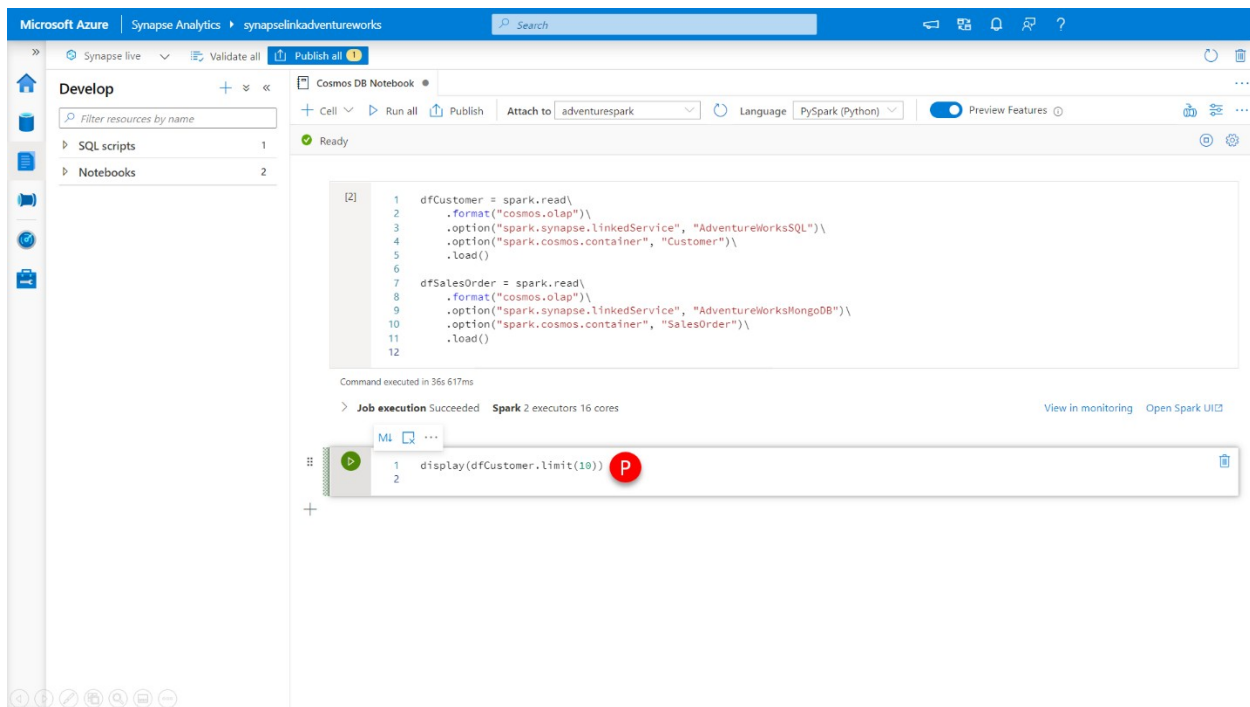 Microsoft Azure Synapse Analytics synapselinkadventureworks Search ?
Synapse live Validate all Publish all 1
Develop
Filter resources by name
SQL scripts 1
Notebooks 2
Cosmos DB Notebook
Cell Run all Publish Attach to adventurespark Language PySpark (Python) Preview Features
Ready
[2]
1 dfCustomer = spark.read\
2 .format("cosmos.olap")\
3 .option("spark.synapse.linkedService", "AdventureWorksSQL")\
4 .option("spark.cosmos.container", "Customer")\
5 .load()
6
7 dfSalesOrder = spark.read\
8 .format("cosmos.olap")\
9 .option("spark.synapse.linkedService", "AdventureWorksMongoDB")\
10 .option("spark.cosmos.container", "SalesOrder")\
11 .load()
12
Command executed in 36s 617ms
Job execution Succeeded Spark 2 executors 16 cores View in monitoring Open Spark UI
M↓
1 display(dfCustomer.limit(10)) P
2